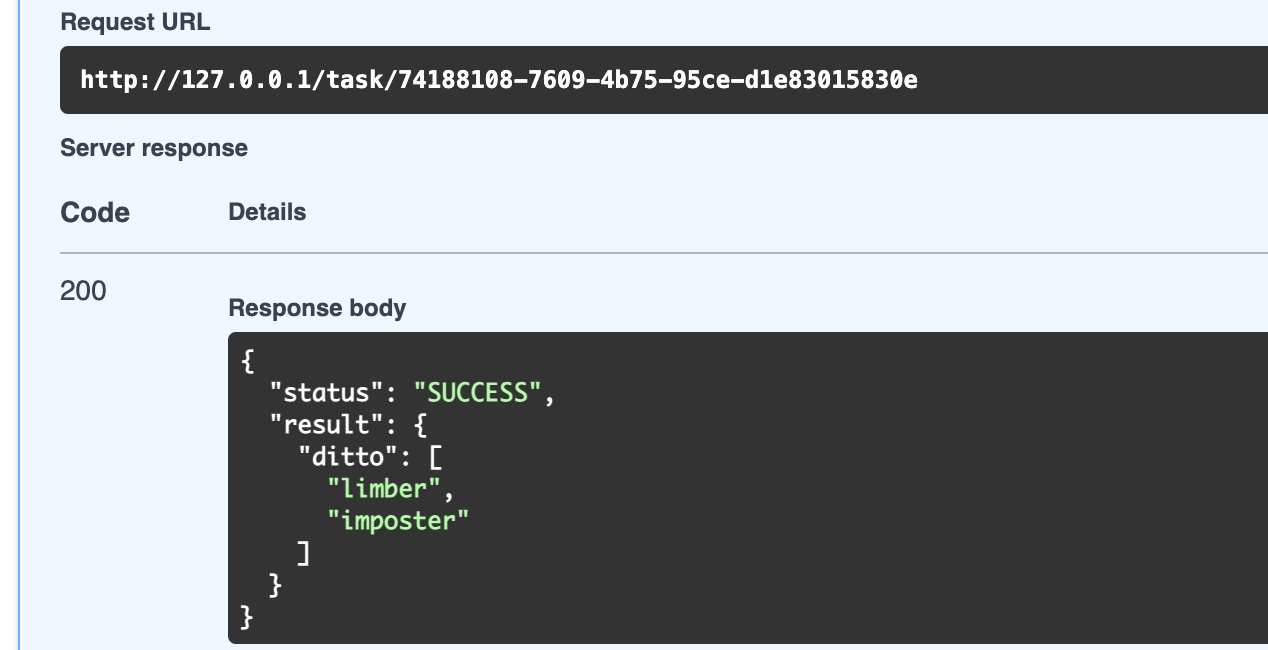 Request URL
http://127.0.0.1/task/74188108-7609-4b75-95ce-d1e83015830e
Server response
Code Details
200
Response body
{
  "status": "SUCCESS",
  "result": {
    "ditto": [
      "limber",
      "imposter"
    ]
  }
}